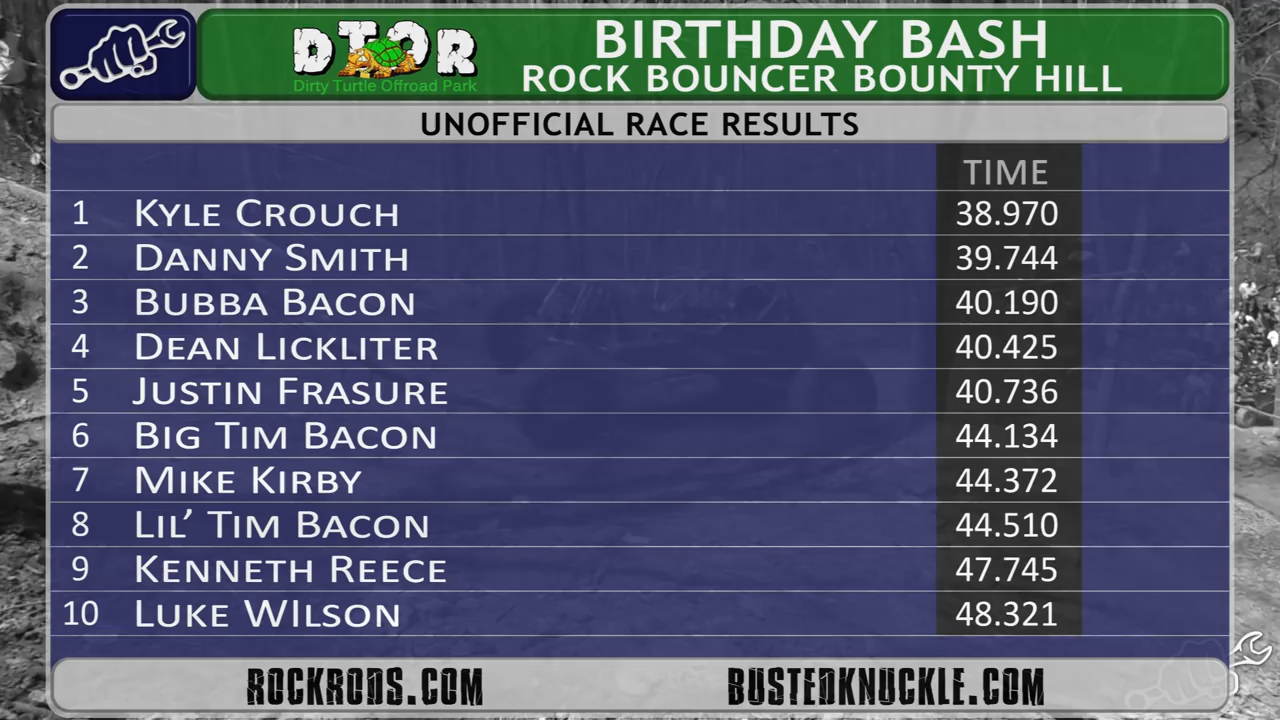 DTOR
Dirty Turtle Offroad Park
BIRTHDAY BASH
ROCK BOUNCER BOUNTY HILL
UNOFFICIAL RACE RESULTS
TIME
1 KYLE CROUCH 38.970
2 DANNY SMITH 39.744
3 BUBBA BACON 40.190
4 DEAN LICKLITER 40.425
5 JUSTIN FRASURE 40.736
6 BIG TIM BACON 44.134
7 MIKE KIRBY 44.372
8 LIL’ TIM BACON 44.510
9 KENNETH REECE 47.745
10 LUKE WILSON 48.321
ROCKRODS.COM BUSTEDKNUCKLE.COM